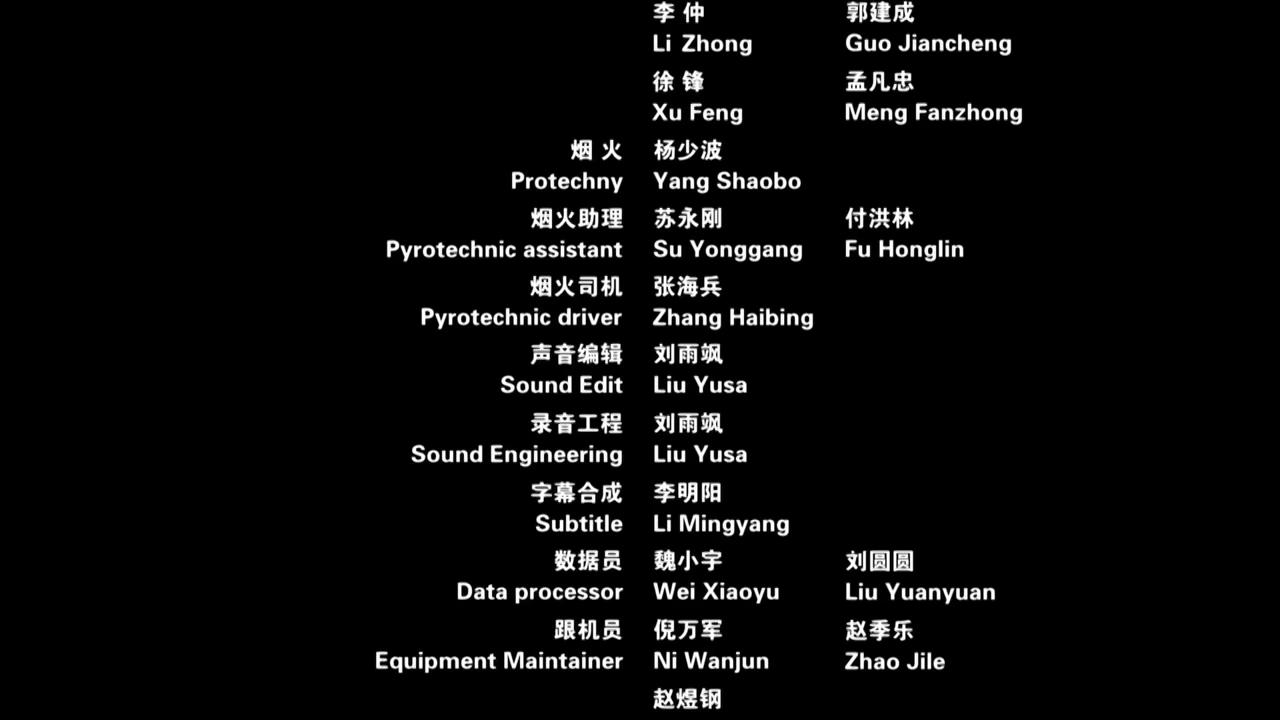 李 仲 郭建成
Li Zhong Guo Jiancheng
徐 锋 孟凡忠
Xu Feng Meng Fanzhong
烟 火 杨少波
Protechny Yang Shaobo
烟火助理 苏永刚 付洪林
Pyrotechnic assistant Su Yonggang Fu Honglin
烟火司机 张海兵
Pyrotechnic driver Zhang Haibing
声音编辑 刘雨飒
Sound Edit Liu Yusa
录音工程 刘雨飒
Sound Engineering Liu Yusa
字幕合成 李明阳
Subtitle Li Mingyang
数据员 魏小宇 刘圆圆
Data processor Wei Xiaoyu Liu Yuanyuan
跟机员 倪万军 赵季乐
Equipment Maintainer Ni Wanjun Zhao Jile
赵煜钢